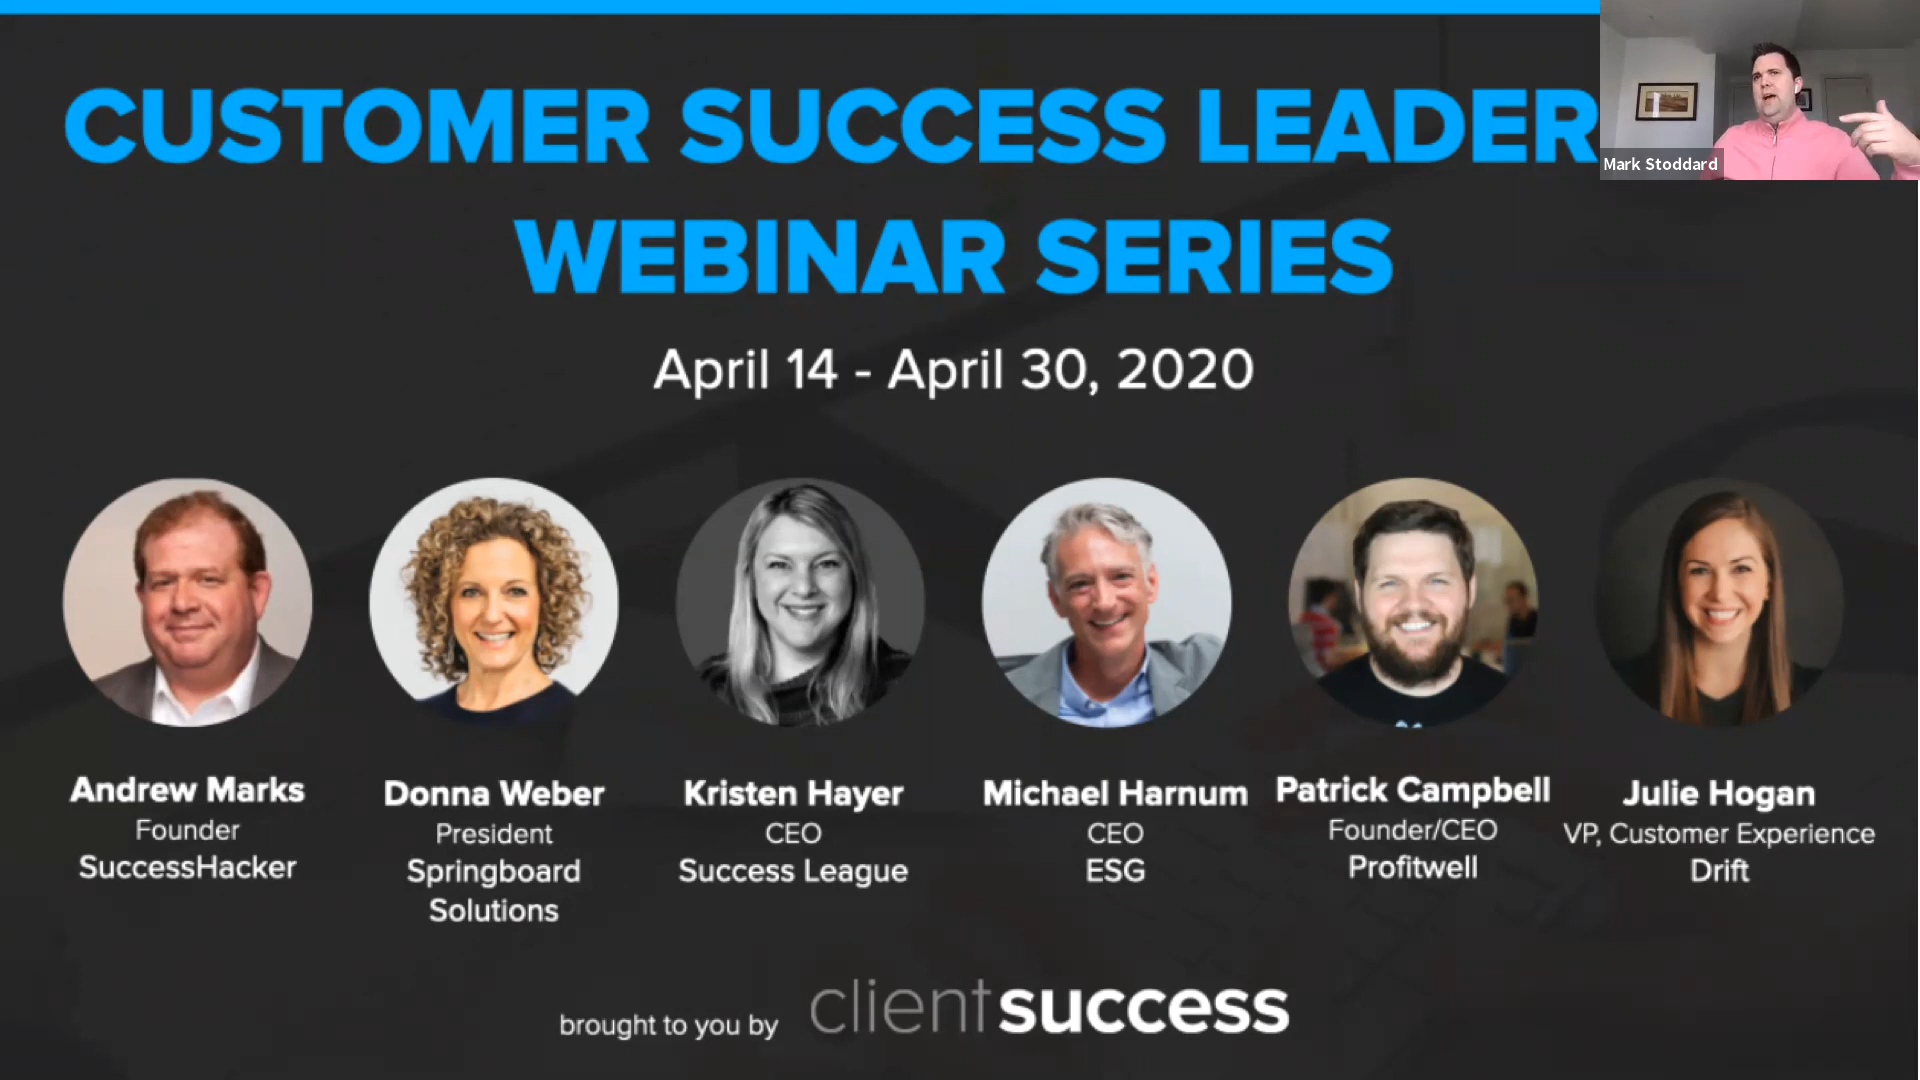 CUSTOMER SUCCESS LEADER
WEBINAR SERIES
Mark Stoddard
April 14 - April 30, 2020
Andrew Marks
Founder
SuccessHacker
Donna Weber
President
Springboard
Solutions
Kristen Hayer
CEO
Success League
Michael Harnum
CEO
ESG
Patrick Campbell
Founder/CEO
Profitwell
Julie Hogan
VP, Customer Experience
Drift
brought to you by clientsuccess